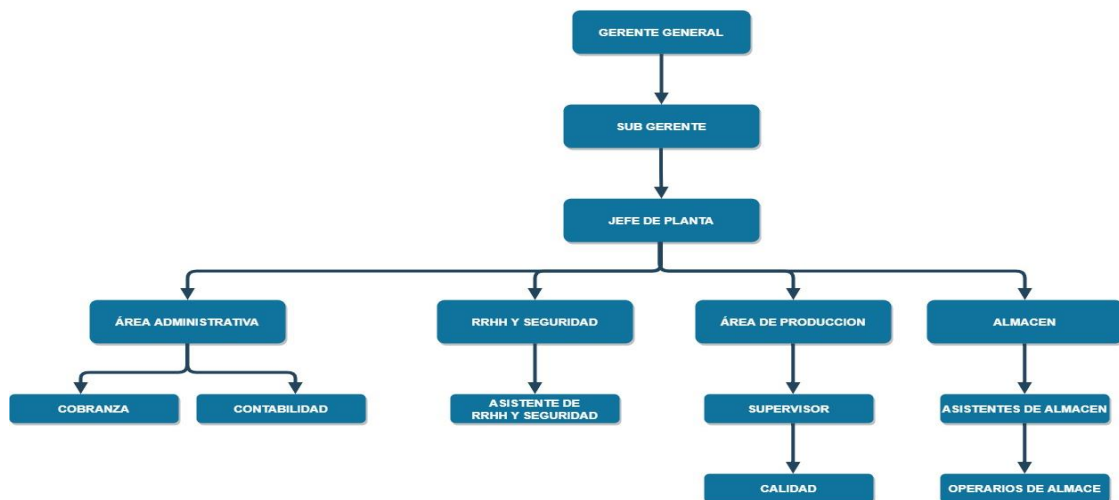 GERENTE GENERAL
SUB GERENTE
JEFE DE PLANTA
ÁREA ADMINISTRATIVA
RRHH Y SEGURIDAD
ÁREA DE PRODUCCION
ALMACEN
COBRANZA
CONTABILIDAD
ASISTENTE DE
RRHH Y SEGURIDAD
SUPERVISOR
ASISTENTES DE ALMACEN
CALIDAD
OPERARIOS DE ALMACE